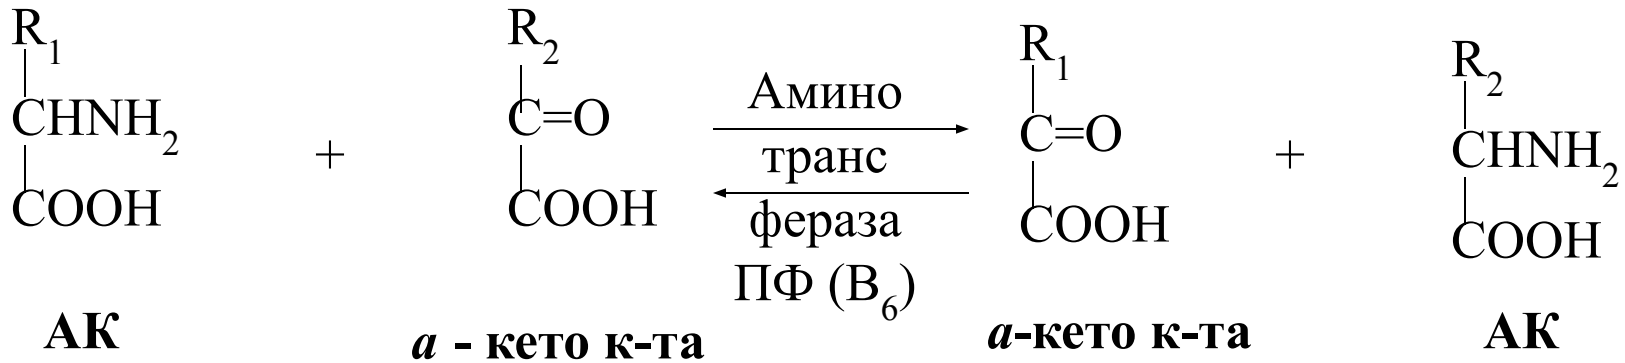 R₁ R₂ Амино R₁ R₂
CHNH₂ + C=O транс C=O + CHNH₂
COOH COOH фераза COOH COOH
ПФ (В₆)
АК а - кето к-та а-кето к-та АК